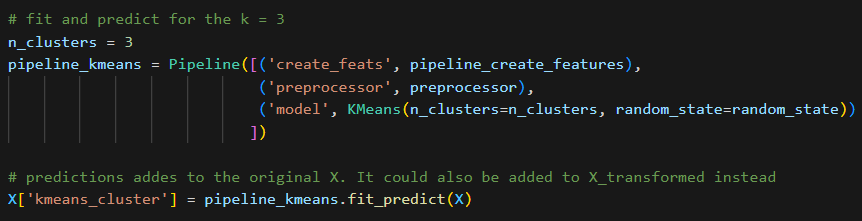 # fit and predict for the k = 3
n_clusters = 3
pipeline_kmeans = Pipeline([('create_feats', pipeline_create_features),
                            ('preprocessor', preprocessor),
                            ('model', KMeans(n_clusters=n_clusters, random_state=random_state))
                           ])
# predictions addes to the original X. It could also be added to X_transformed instead
X['kmeans_cluster'] = pipeline_kmeans.fit_predict(X)